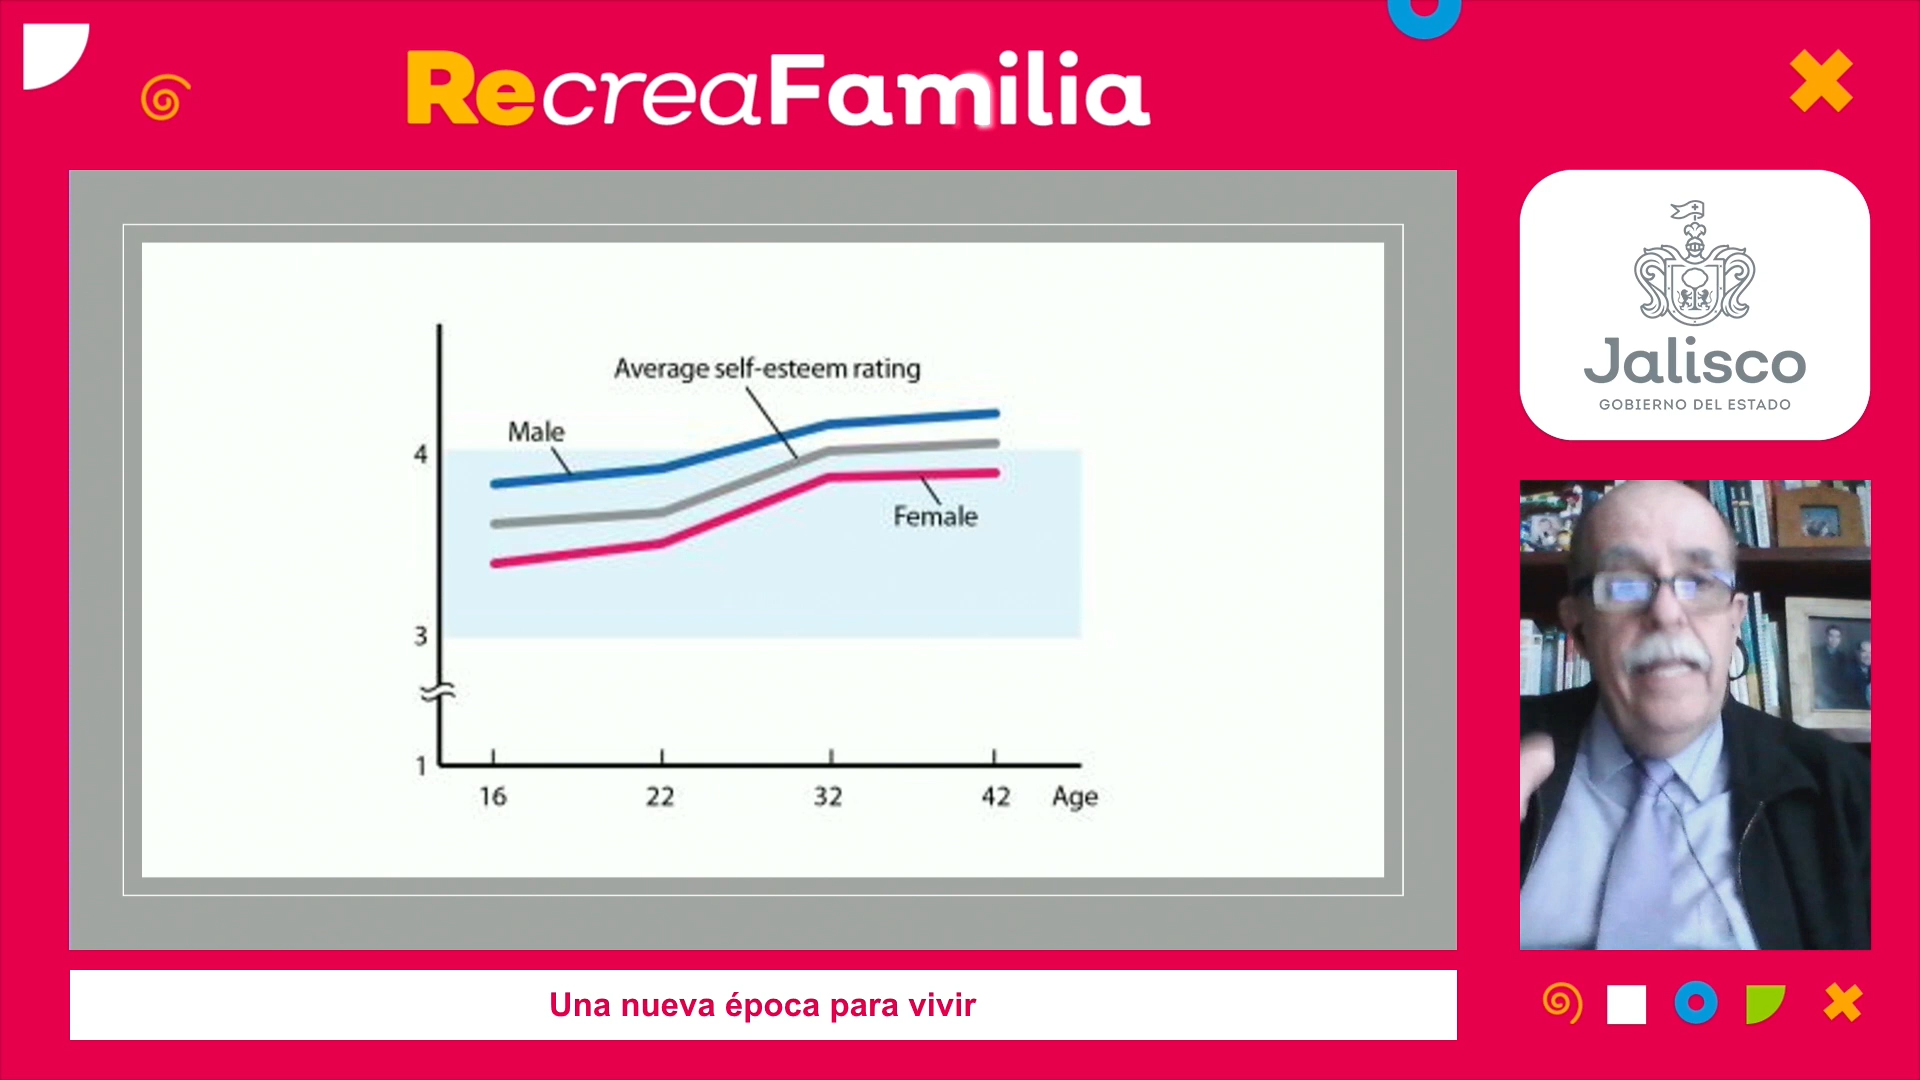 RecreaFamilia
Average self-esteem rating
Male
4
Female
3
1
16 22 32 42 Age
Jalisco
GOBIERNO DEL ESTADO
Una nueva época para vivir